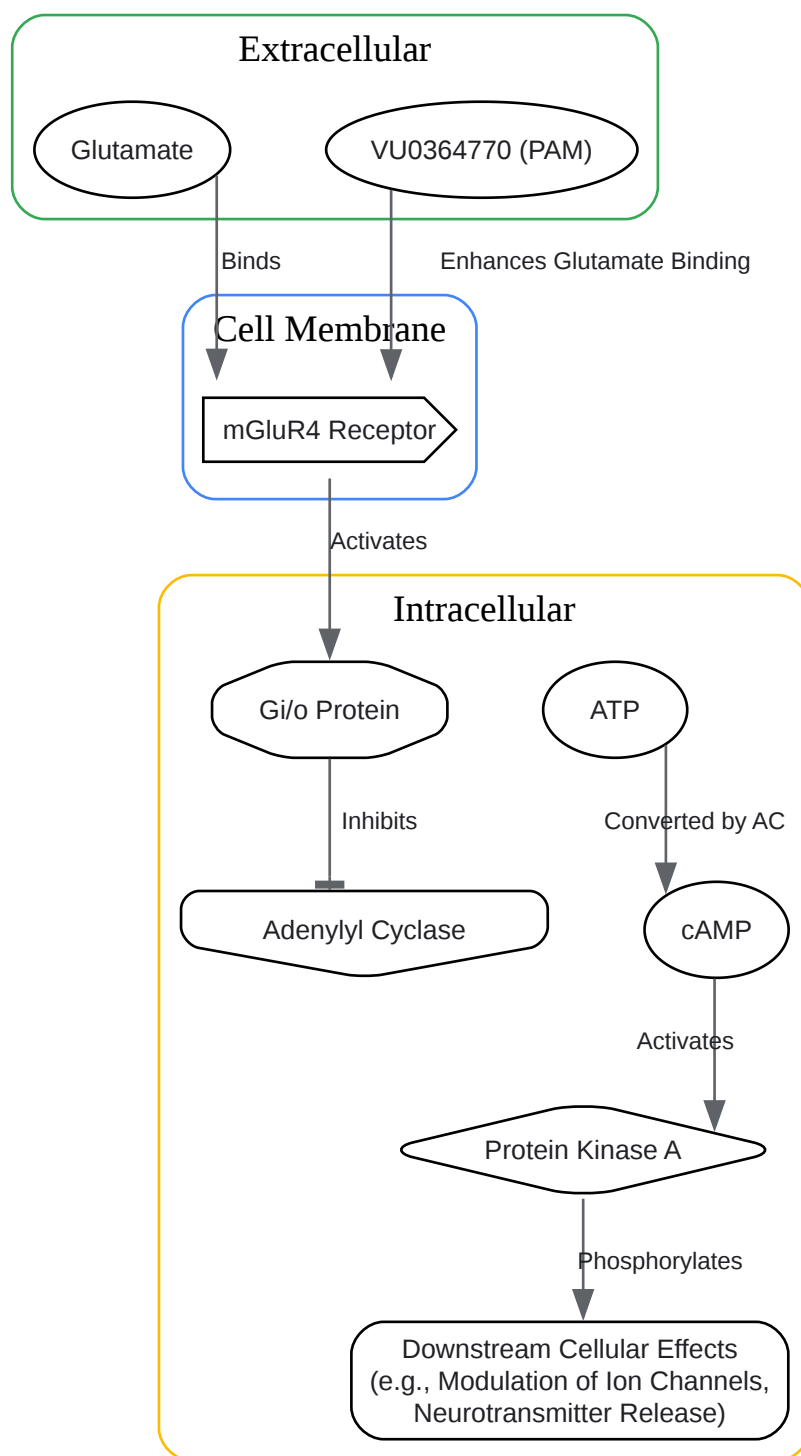 Extracellular
Glutamate
VU0364770 (PAM)
Binds
Enhances Glutamate Binding
Cell Membrane
mGluR4 Receptor
Activates
Intracellular
Gi/o Protein
ATP
Inhibits
Converted by AC
Adenylyl Cyclase
cAMP
Activates
Protein Kinase A
Phosphorylates
Downstream Cellular Effects
(e.g., Modulation of Ion Channels,
Neurotransmitter Release)